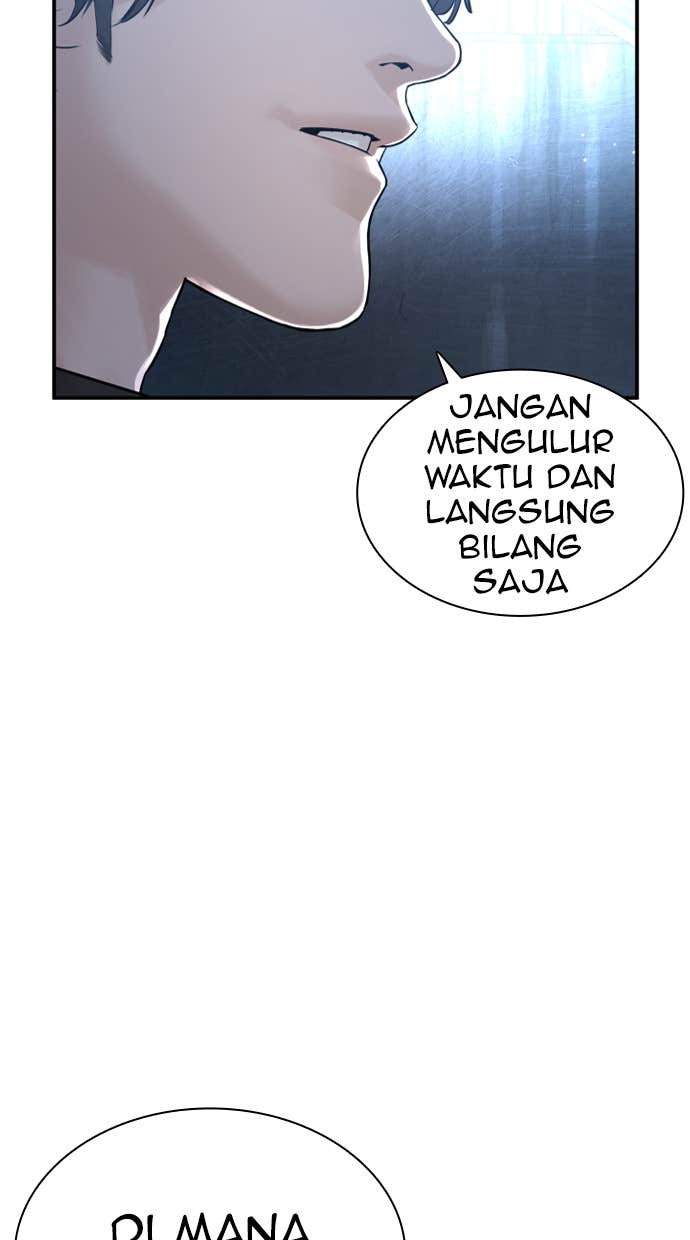 JANGAN
MENGULUR
WAKTU DAN
LANGSUNG
BILANG
SAJA
DI MANA